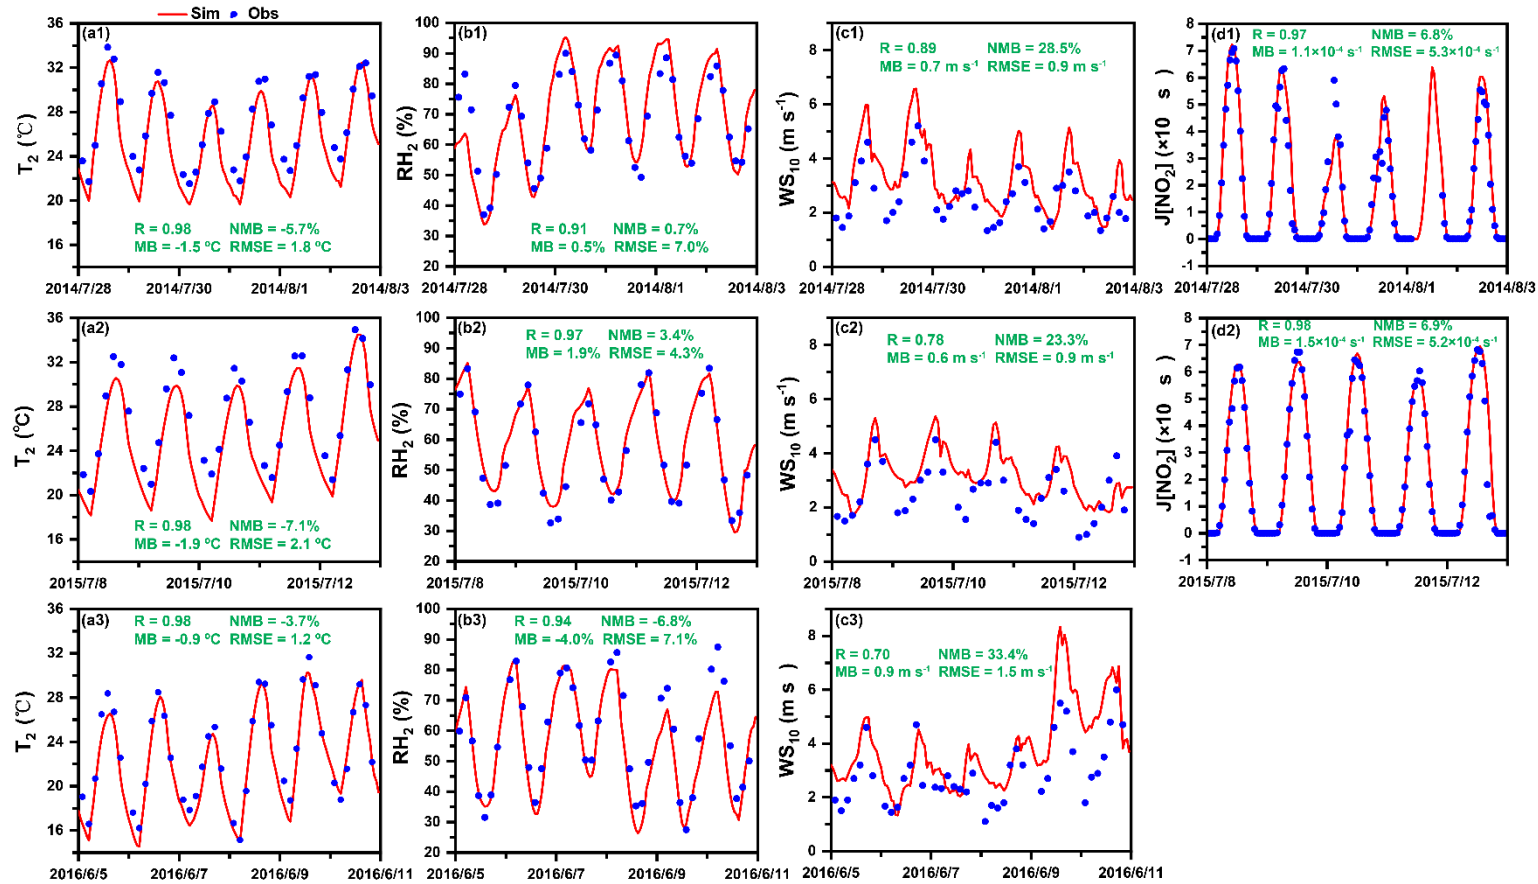 Sim Obs
(a1)
T2 (℃)
36
32
28
24
20
16
R = 0.98 NMB = -5.7%
MB = -1.5 ºC RMSE = 1.8 ºC
2014/7/28 2014/7/30 2014/8/1 2014/8/3
(b1)
RH2 (%)
100
90
80
70
60
50
40
30
20
R = 0.91 NMB = 0.7%
MB = 0.5% RMSE = 7.0%
2014/7/28 2014/7/30 2014/8/1 2014/8/3
(c1)
WS10 (m s)
8
6
4
2
0
R = 0.89 NMB = 28.5%
MB = 0.7 m s-1 RMSE = 0.9 m s-1
2014/7/28 2014/7/30 2014/8/1 2014/8/3
(d1)
J[NO2] (×10 s)
8
7
6
5
4
3
2
1
0
-1
R = 0.97 NMB = 6.8%
MB = 1.1×10-4 s-1 RMSE = 5.3×10-4 s-1
2014/7/28 2014/7/30 2014/8/1 2014/8/3
(a2)
T2 (℃)
36
32
28
24
20
16
R = 0.98 NMB = -7.1%
MB = -1.9 ºC RMSE = 2.1 ºC
2015/7/8 2015/7/10 2015/7/12
(b2)
RH2 (%)
100
90
80
70
60
50
40
30
20
R = 0.97 NMB = 3.4%
MB = 1.9% RMSE = 4.3%
2015/7/8 2015/7/10 2015/7/12
(c2)
WS10 (m s)
8
6
4
2
0
R = 0.78 NMB = 23.3%
MB = 0.6 m s-1 RMSE = 0.9 m s-1
2015/7/8 2015/7/10 2015/7/12
(d2)
J[NO2] (×10 s)
8
7
6
5
4
3
2
1
0
-1
R = 0.98 NMB = 6.9%
MB = 1.5×10-4 s-1 RMSE = 5.2×10-4 s-1
2015/7/8 2015/7/10 2015/7/12
(a3)
T2 (℃)
36
32
28
24
20
16
R = 0.98 NMB = -3.7%
MB = -0.9 ºC RMSE = 1.2 ºC
2016/6/5 2016/6/7 2016/6/9 2016/6/11
(b3)
RH2 (%)
100
90
80
70
60
50
40
30
20
R = 0.94 NMB = -6.8%
MB = -4.0% RMSE = 7.1%
2016/6/5 2016/6/7 2016/6/9 2016/6/11
(c3)
WS10 (m s)
8
6
4
2
0
R = 0.70 NMB = 33.4%
MB = 0.9 m s-1 RMSE = 1.5 m s-1
2016/6/5 2016/6/7 2016/6/9 2016/6/11